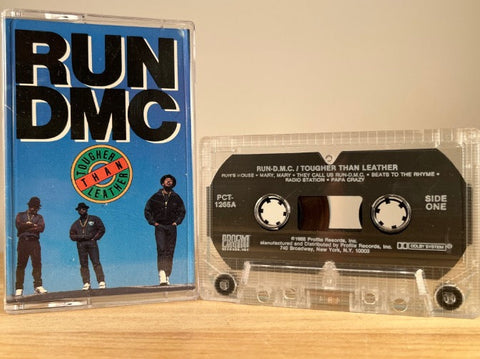 RUN
DMC
TOUGHER
THAN
LEATHER
RUN-D.M.C. / TOUGHER THAN LEATHER
RUN'S HOUSE • MARY, MARY • THEY CALL US RUN-D.M.C. • BEATS TO THE RHYME •
RADIO STATION • PAPA CRAZY
PCT-
1265A
SIDE
ONE
PROFILE
©1988 Profile Records, Inc.
Manufactured and Distributed by Profile Records, Inc.
740 Broadway, New York, N.Y. 10003
DOLBY SYSTEM